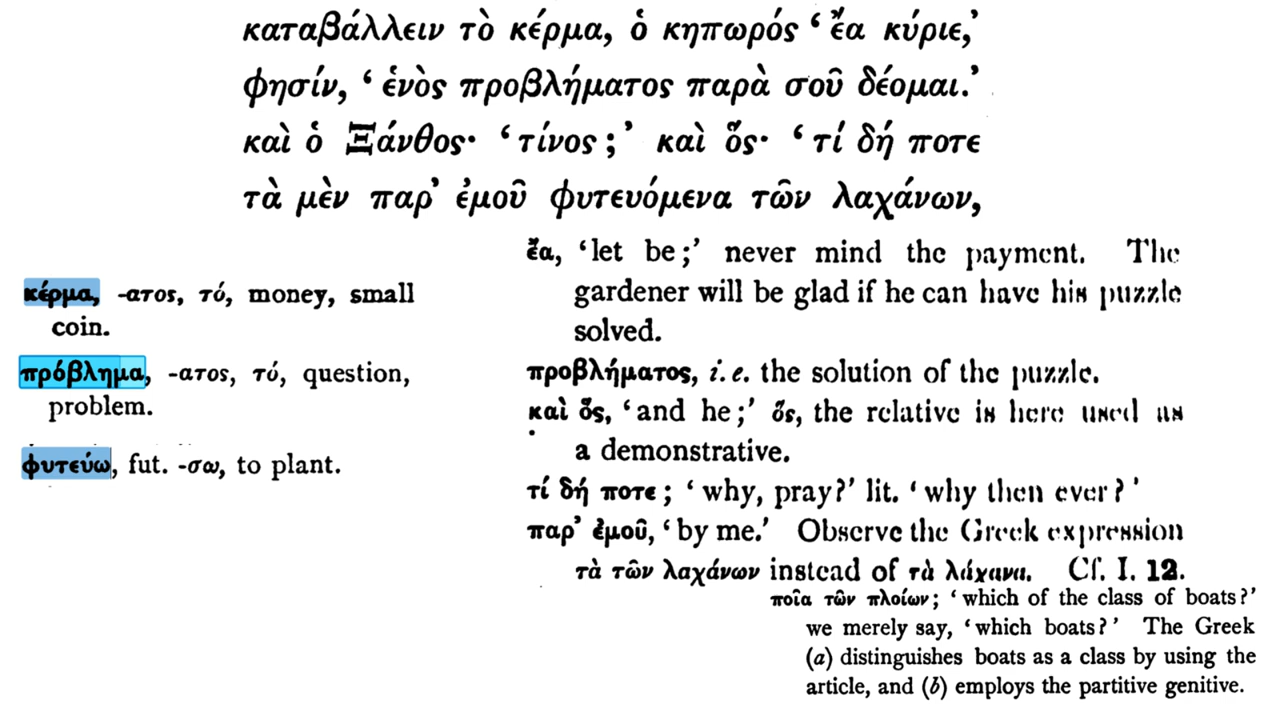 καταβάλλειν τὸ κέρμα, ὁ κηπωρός ‘ ἔα κύριε,’
φησίν, ‘ ἑνὸς προβλήματος παρὰ σοῦ δέομαι.’
καὶ ὁ Ξάνθος· ‘τίνος ;’ καὶ ὅς· ‘ τί δή ποτε
τὰ μὲν παρ’ ἐμοῦ φυτευόμενα τῶν λαχάνων,
κέρμα, -ατος, τό, money, small
coin.
πρόβλημα, -ατος, τό, question,
problem.
φυτεύω, fut. -σω, to plant.
ἔα, ‘let be ;’ never mind the payment. The
gardener will be glad if he can have his puzzle
solved.
προβλήματος, i. e. the solution of the puzzle.
καὶ ὅς, ‘and he ;’ ὅς, the relative is here used as
a demonstrative.
τί δή ποτε ; ‘ why, pray ?’ lit. ‘ why then ever ? ’
παρ’ ἐμοῦ, ‘ by me.’ Observe the Greek expression
τὰ τῶν λαχάνων instead of τὰ λάχανα. Cf. I. 12.
ποῖα τῶν πλοίων ; ‘ which of the class of boats ?’
we merely say, ‘ which boats ? ’ The Greek
(a) distinguishes boats as a class by using the
article, and (b) employs the partitive genitive.